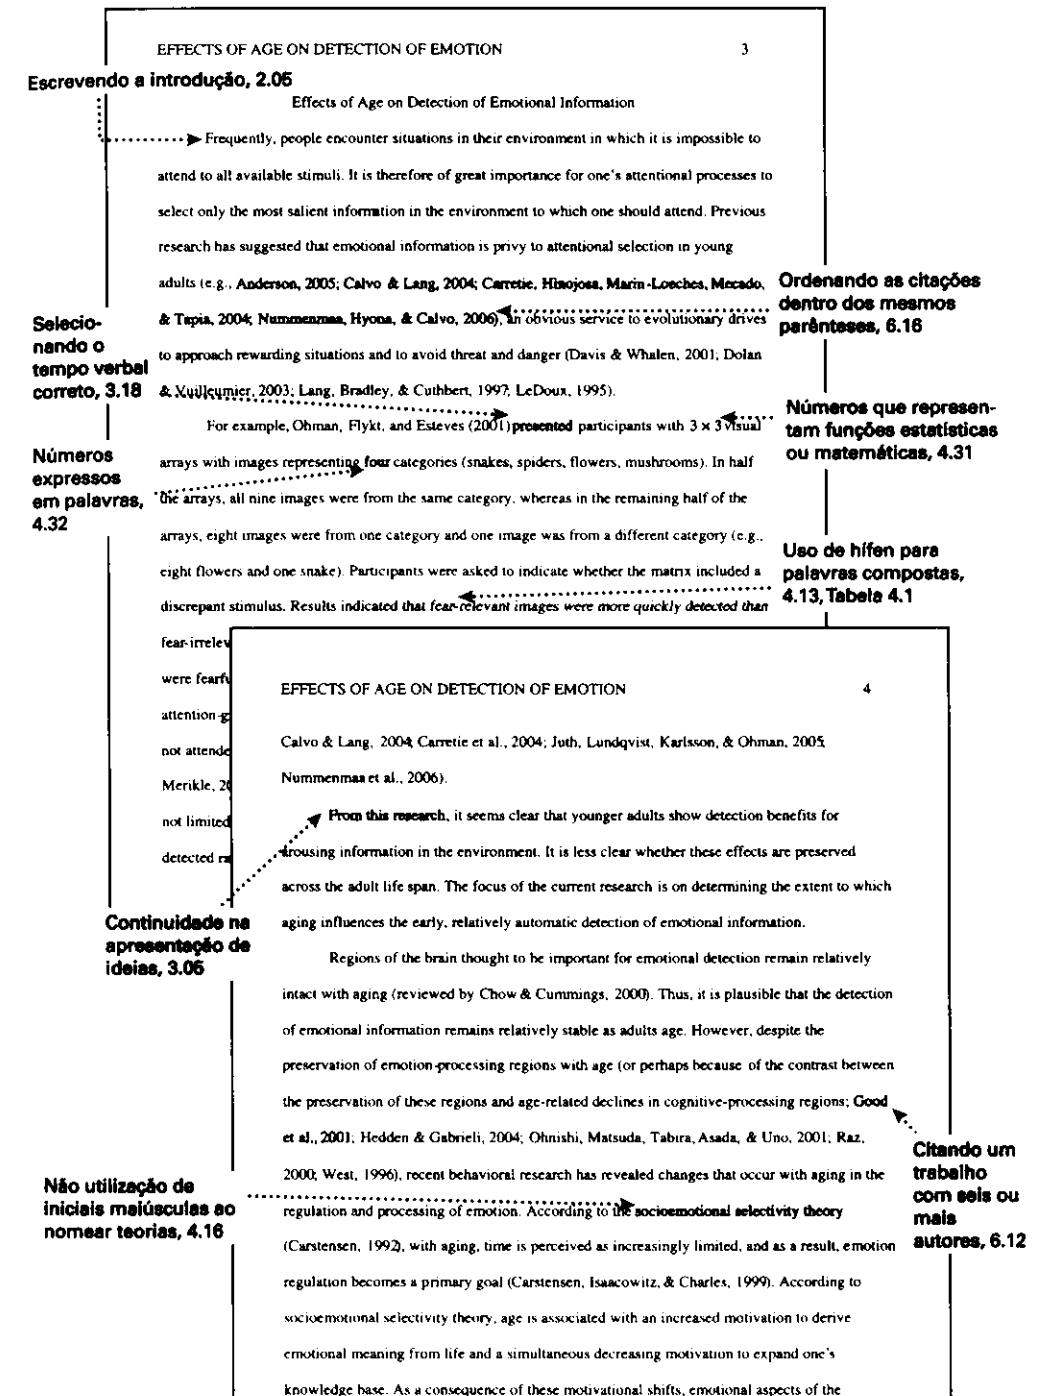 EFFECTS OF AGE ON DETECTION OF EMOTION 3
Escrevendo a introdução, 2.05
Effects of Age on Detection of Emotional Information
Frequently, people encounter situations in their environment in which it is impossible to
attend to all available stimuli. It is therefore of great importance for one's attentional processes to
select only the most salient information in the environment to which one should attend. Previous
research has suggested that emotional information is privy to attentional selection in young
adults (e.g., Anderson, 2005; Calvo & Lang, 2004; Carretie, Hinojosa, Marin-Loeches, Mecado,
& Tapia, 2004; Nummenmaa, Hyona, & Calvo, 2006), an obvious service to evolutionary drives
to approach rewarding situations and to avoid threat and danger (Davis & Whalen, 2001; Dolan
& Vuilleumier, 2003; Lang, Bradley, & Cuthbert, 1997; LeDoux, 1995).
Ordenando as citações
dentro dos mesmos
parênteses, 6.16
Selecio-
nando o
tempo verbal
correto, 3.18
For example, Ohman, Flykt, and Esteves (2001) presented participants with 3 × 3 visual
arrays with images representing four categories (snakes, spiders, flowers, mushrooms). In half
the arrays, all nine images were from the same category, whereas in the remaining half of the
arrays, eight images were from one category and one image was from a different category (e.g.,
eight flowers and one snake). Participants were asked to indicate whether the matrix included a
discrepant stimulus. Results indicated that fear-relevant images were more quickly detected than
Números que represen-
tam funções estatísticas
ou matemáticas, 4.31
Números
expressos
em palavras,
4.32
Uso de hífen para
palavras compostas,
4.13, Tabela 4.1
fear-irrelev
were fearfu
attention-g
not attende
Merikle, 20
not limited
detected ra
EFFECTS OF AGE ON DETECTION OF EMOTION 4
Calvo & Lang, 2004; Carretie et al., 2004; Juth, Lundqvist, Karlsson, & Ohman, 2005;
Nummenmaa et al., 2006).
From this research, it seems clear that younger adults show detection benefits for
arousing information in the environment. It is less clear whether these effects are preserved
across the adult life span. The focus of the current research is on determining the extent to which
aging influences the early, relatively automatic detection of emotional information.
Continuidade na
apresentação de
ideias, 3.05
Regions of the brain thought to be important for emotional detection remain relatively
intact with aging (reviewed by Chow & Cummings, 2000). Thus, it is plausible that the detection
of emotional information remains relatively stable as adults age. However, despite the
preservation of emotion-processing regions with age (or perhaps because of the contrast between
the preservation of these regions and age-related declines in cognitive-processing regions; Good
et al., 2001; Hedden & Gabrieli, 2004; Ohnishi, Matsuda, Tabira, Asada, & Uno, 2001; Raz,
2000; West, 1996), recent behavioral research has revealed changes that occur with aging in the
regulation and processing of emotion. According to the socioemotional selectivity theory
(Carstensen, 1992), with aging, time is perceived as increasingly limited, and as a result, emotion
regulation becomes a primary goal (Carstensen, Isaacowitz, & Charles, 1999). According to
socioemotional selectivity theory, age is associated with an increased motivation to derive
emotional meaning from life and a simultaneous decreasing motivation to expand one's
knowledge base. As a consequence of these motivational shifts, emotional aspects of the
Citando um
trabalho
com seis ou
mais
autores, 6.12
Não utilização de
iniciais maiúsculas ao
nomear teorias, 4.16